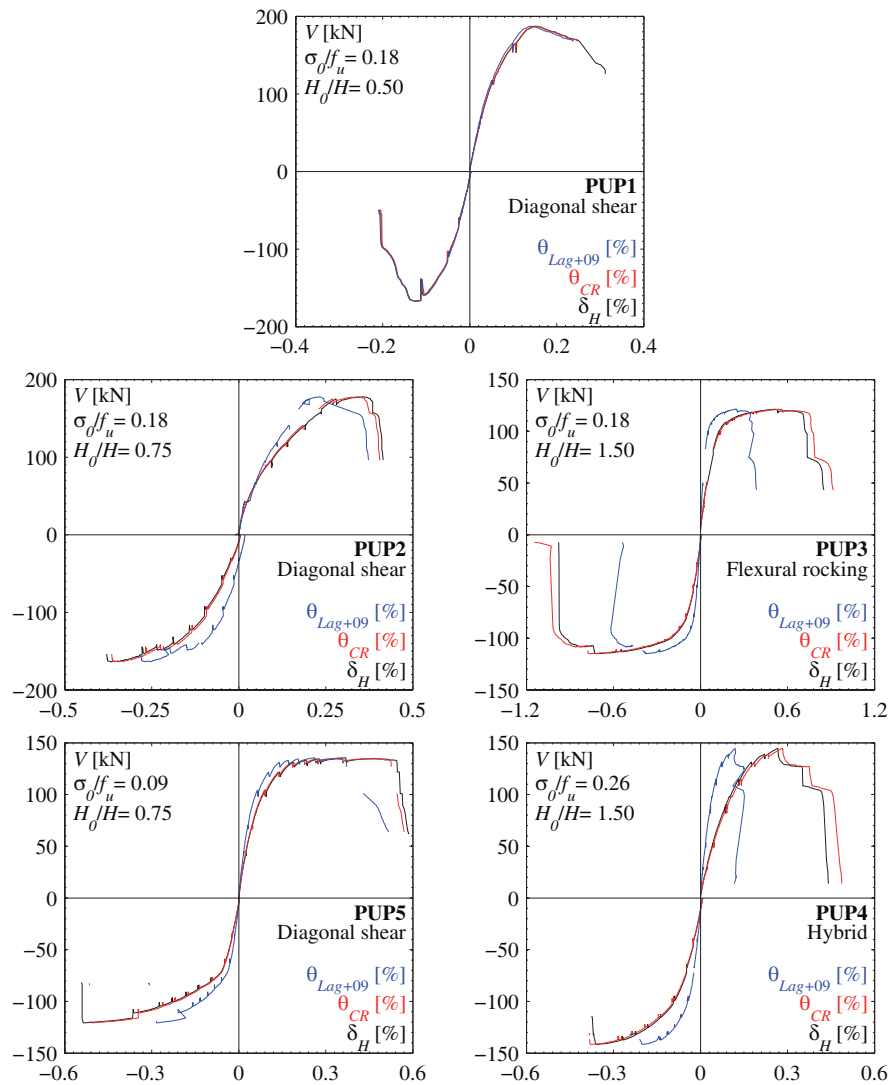 200
100
0
−100
−200
V [kN]
σ0/fu= 0.18
H0/H= 0.50
PUP1
Diagonal shear
θLag+09 [%]
θCR [%]
δH [%]
−0.4 −0.2 0 0.2 0.4
200
100
0
−100
−200
V [kN]
σ0/fu= 0.18
H0/H= 0.75
PUP2
Diagonal shear
θLag+09 [%]
θCR [%]
δH [%]
−0.5 −0.25 0 0.25 0.5
150
100
50
0
−50
−100
−150
V [kN]
σ0/fu= 0.18
H0/H= 1.50
PUP3
Flexural rocking
θLag+09 [%]
θCR [%]
δH [%]
−1.2 −0.6 0 0.6 1.2
150
100
50
0
−50
−100
−150
V [kN]
σ0/fu= 0.09
H0/H= 0.75
PUP5
Diagonal shear
θLag+09 [%]
θCR [%]
δH [%]
−0.6 −0.3 0 0.3 0.6
150
100
50
0
−50
−100
−150
V [kN]
σ0/fu= 0.26
H0/H= 1.50
PUP4
Hybrid
θLag+09 [%]
θCR [%]
δH [%]
−0.6 −0.3 0 0.3 0.6